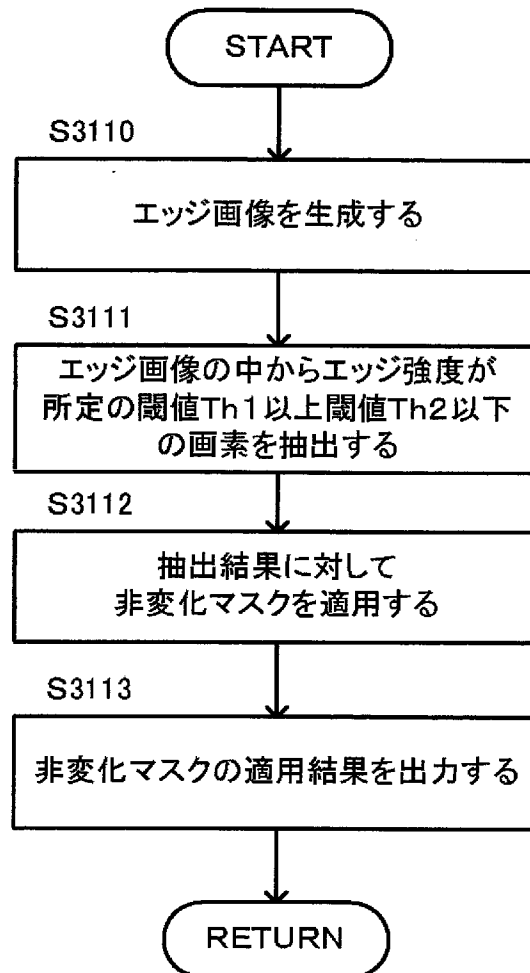 START
S3110
エッジ画像を生成する
S3111
エッジ画像の中からエッジ強度が
所定の閾値Th1以上閾値Th2以下
の画素を抽出する
S3112
抽出結果に対して
非変化マスクを適用する
S3113
非変化マスクの適用結果を出力する
RETURN